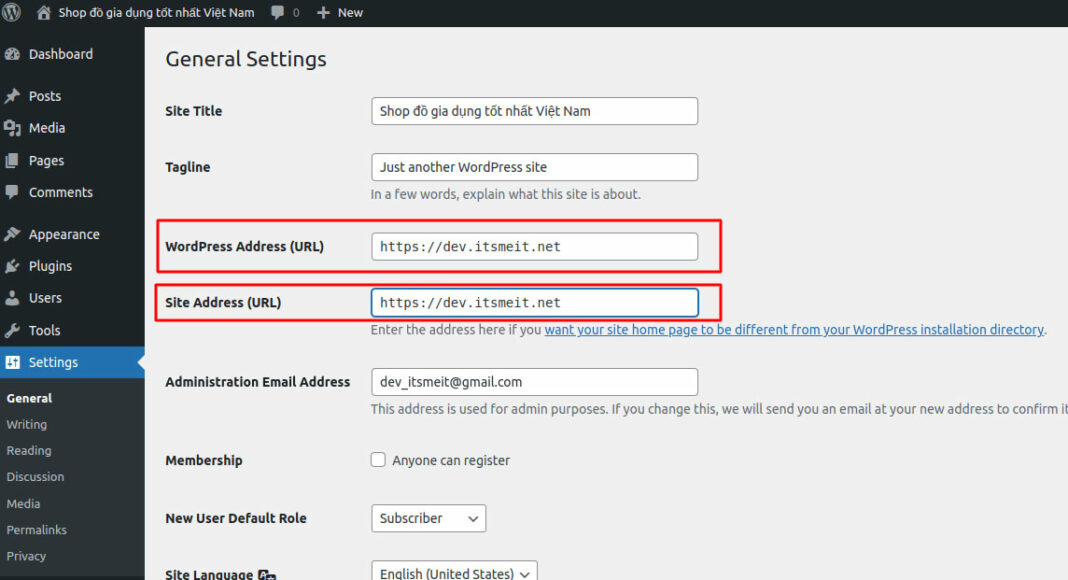 Shop đồ gia dụng tốt nhất Việt Nam 0 New
Dashboard
Posts
Media
Pages
Comments
Appearance
Plugins
Users
Tools
Settings
General
Writing
Reading
Discussion
Media
Permalinks
Privacy
General Settings
Site Title Shop đồ gia dụng tốt nhất Việt Nam
Tagline Just another WordPress site
In a few words, explain what this site is about.
WordPress Address (URL) https://dev.itsmeit.net
Site Address (URL) https://dev.itsmeit.net
Enter the address here if you want your site home page to be different from your WordPress installation directory.
Administration Email Address dev_itsmeit@gmail.com
This address is used for admin purposes. If you change this, we will send you an email at your new address to confirm it
Membership Anyone can register
New User Default Role Subscriber
Site Language English (United States)